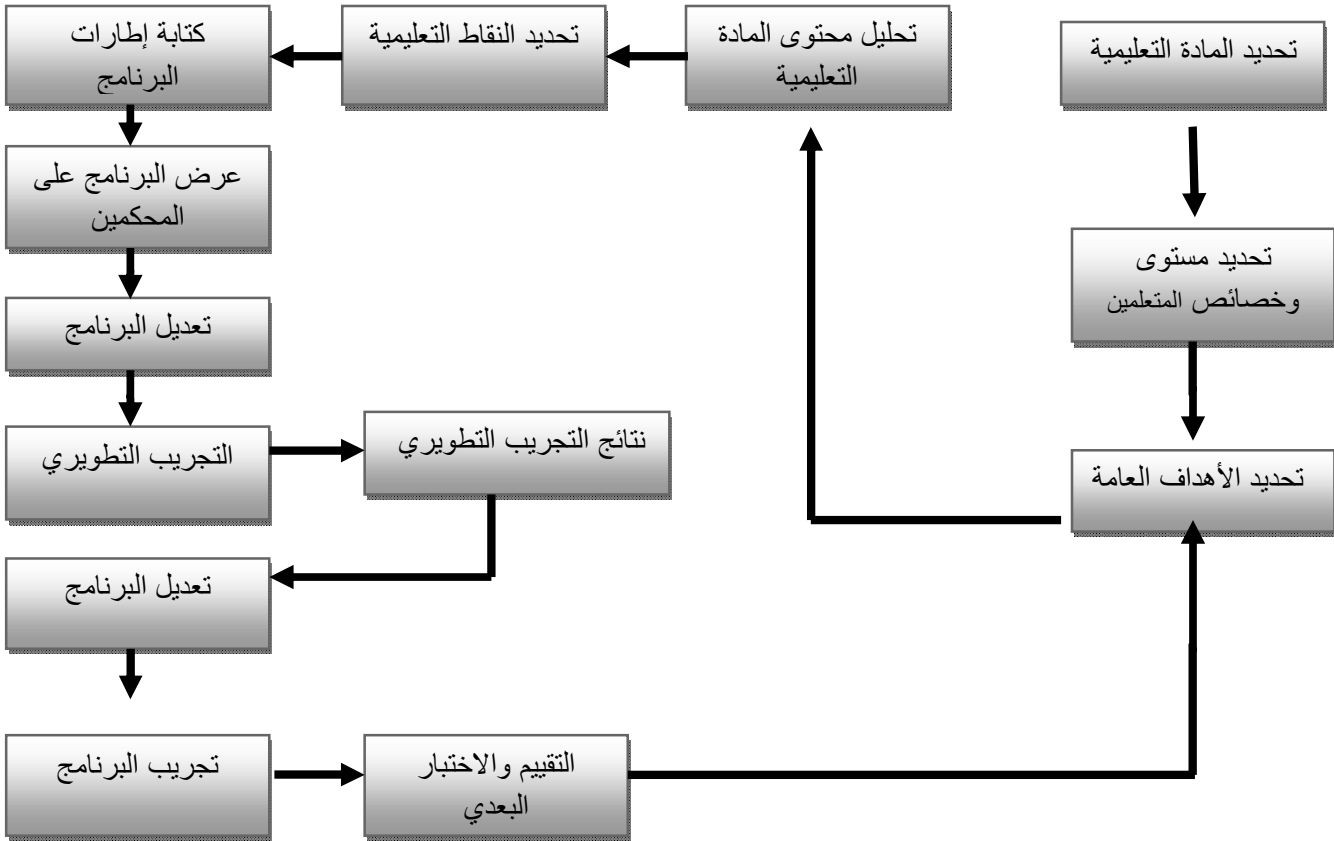 تحديد المادة التعليمية
تحليل محتوى المادة
التعليمية
تحديد النقاط التعليمية
كتابة إطارات
البرنامج
عرض البرنامج على
المحكمين
تحديد مستوى
وخصائص المتعلمين
تعديل البرنامج
تحديد الأهداف العامة
نتائج التجريب التطويري
التجريب التطويري
تعديل البرنامج
تجريب البرنامج
التقييم والاختبار
البعدي